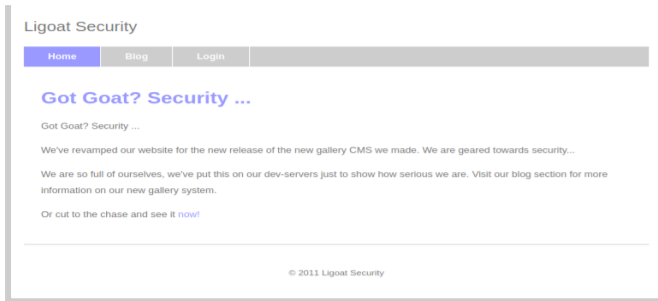 Ligoat Security
Home Blog Login
Got Goat? Security ...
Got Goat? Security ...
We've revamped our website for the new release of the new gallery CMS we made. We are geared towards security...
We are so full of ourselves, we've put this on our dev-servers just to show how serious we are. Visit our blog section for more
information on our new gallery system.
Or cut to the chase and see it now!
© 2011 Ligoat Security